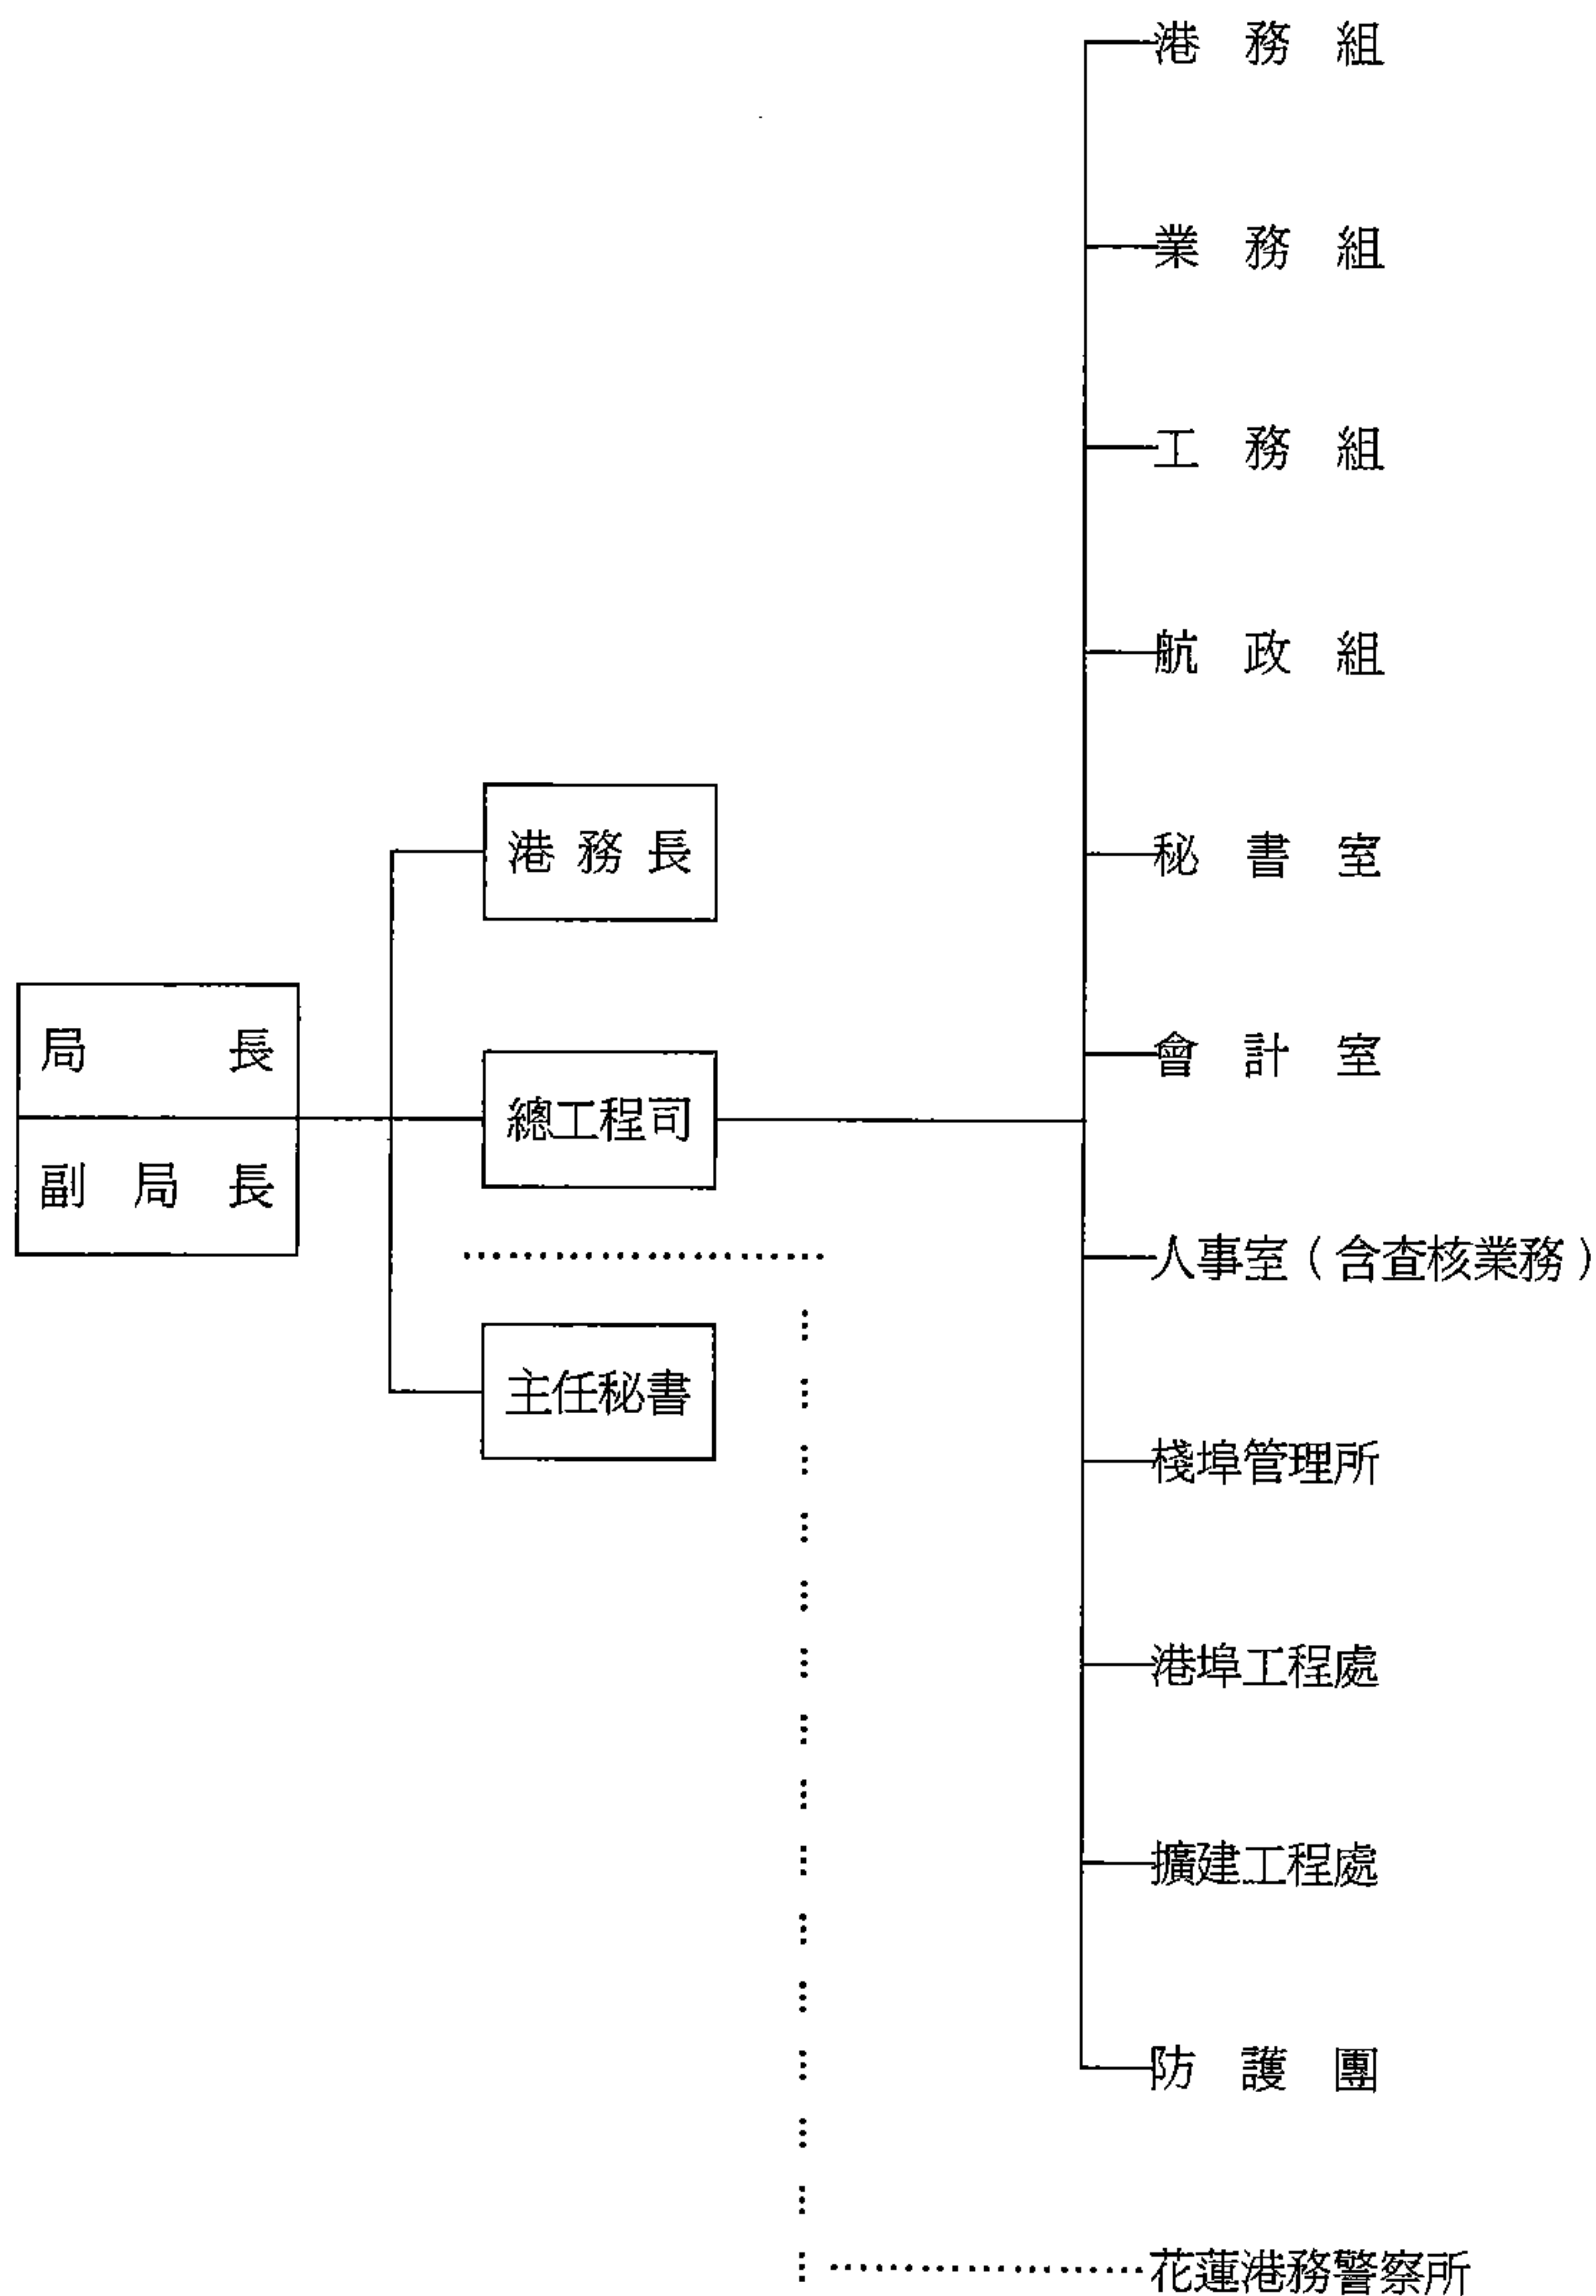 局長
副局長
港務長
總工程司
主任秘書
港務組
業務組
工務組
航政組
秘書室
會計室
人事室（含查核業務）
棧埠管理所
港埠工程處
擴建工程處
防護團
花蓮港務警察所